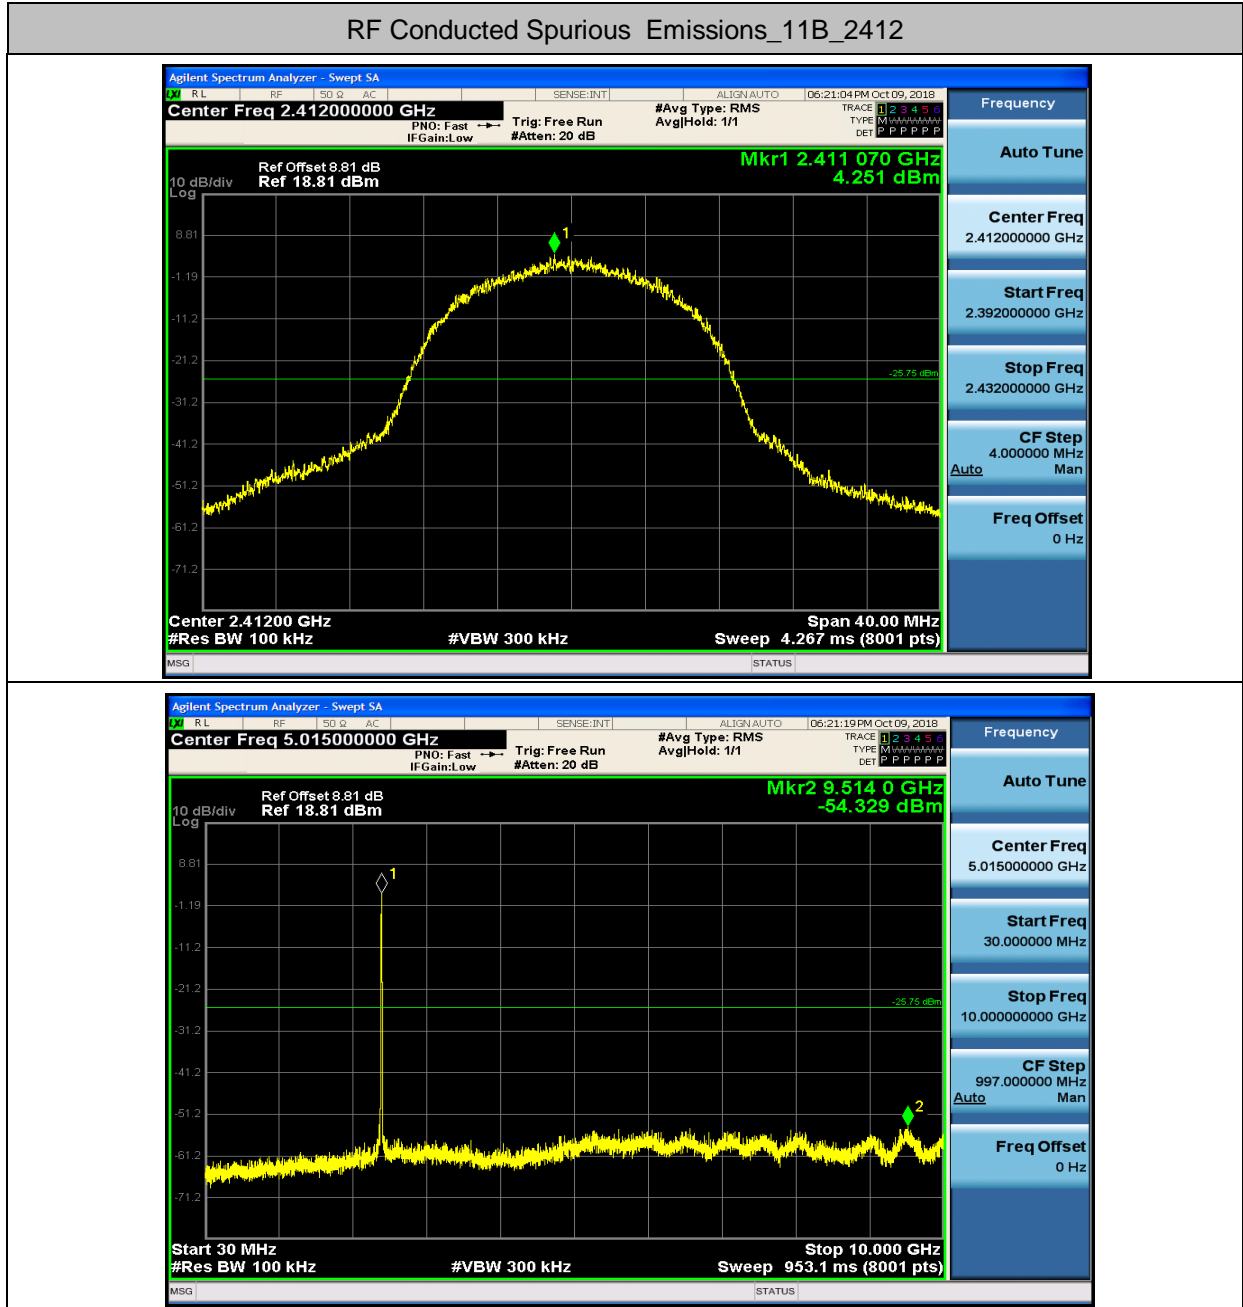 RF Conducted Spurious Emissions_11B_2412
Agilent Spectrum Analyzer - Swept SA
LXI RL RF 50 Ω AC SENSE:INT ALIGN AUTO 06:21:04 PM Oct 09, 2018
Center Freq 2.412000000 GHz
PNO: Fast
IFGain:Low
Trig: Free Run
#Atten: 20 dB
#Avg Type: RMS
Avg|Hold: 1/1
TRACE 1 2 3 4 5 6
TYPE M W W W W W
DET P P P P P P
Ref Offset 8.81 dB
10 dB/div Ref 18.81 dBm
Log
Mkr1 2.411 070 GHz
4.251 dBm
8.81
-1.19
-11.2
-21.2
-31.2
-41.2
-51.2
-61.2
-71.2
1
-25.75 dBm
Center 2.41200 GHz Span 40.00 MHz
#Res BW 100 kHz #VBW 300 kHz Sweep 4.267 ms (8001 pts)
MSG STATUS
Frequency
Auto Tune
Center Freq
2.412000000 GHz
Start Freq
2.392000000 GHz
Stop Freq
2.432000000 GHz
CF Step
4.000000 MHz
Auto Man
Freq Offset
0 Hz
Agilent Spectrum Analyzer - Swept SA
LXI RL RF 50 Ω AC SENSE:INT ALIGN AUTO 06:21:19 PM Oct 09, 2018
Center Freq 5.015000000 GHz
PNO: Fast
IFGain:Low
Trig: Free Run
#Atten: 20 dB
#Avg Type: RMS
Avg|Hold: 1/1
TRACE 1 2 3 4 5 6
TYPE M W W W W W
DET P P P P P P
Ref Offset 8.81 dB
10 dB/div Ref 18.81 dBm
Log
Mkr2 9.514 0 GHz
-54.329 dBm
8.81
-1.19
-11.2
-21.2
-31.2
-41.2
-51.2
-61.2
-71.2
1
-25.75 dBm
2
Start 30 MHz Stop 10.000 GHz
#Res BW 100 kHz #VBW 300 kHz Sweep 953.1 ms (8001 pts)
MSG STATUS
Frequency
Auto Tune
Center Freq
5.015000000 GHz
Start Freq
30.000000 MHz
Stop Freq
10.000000000 GHz
CF Step
997.000000 MHz
Auto Man
Freq Offset
0 Hz